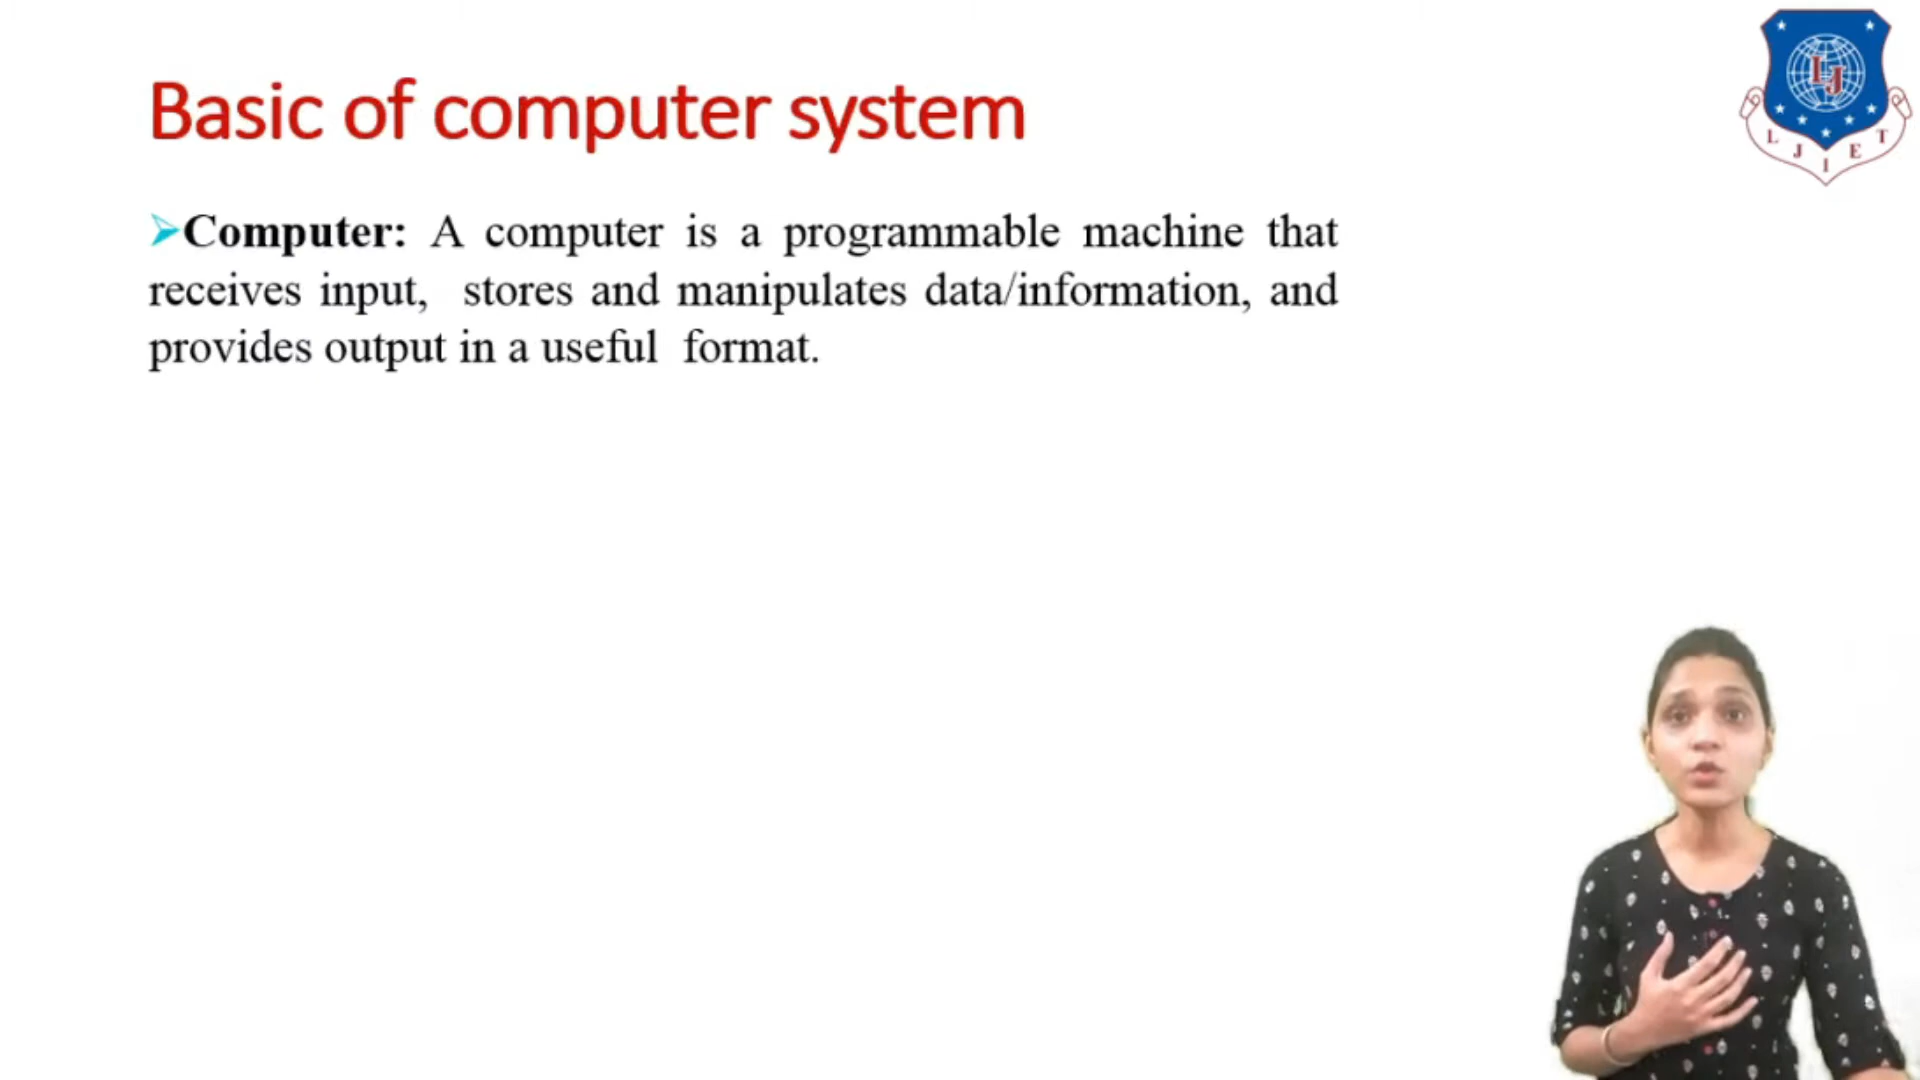 Basic of computer system
➢Computer: A computer is a programmable machine that
receives input, stores and manipulates data/information, and
provides output in a useful format.
LJ
L J I E T